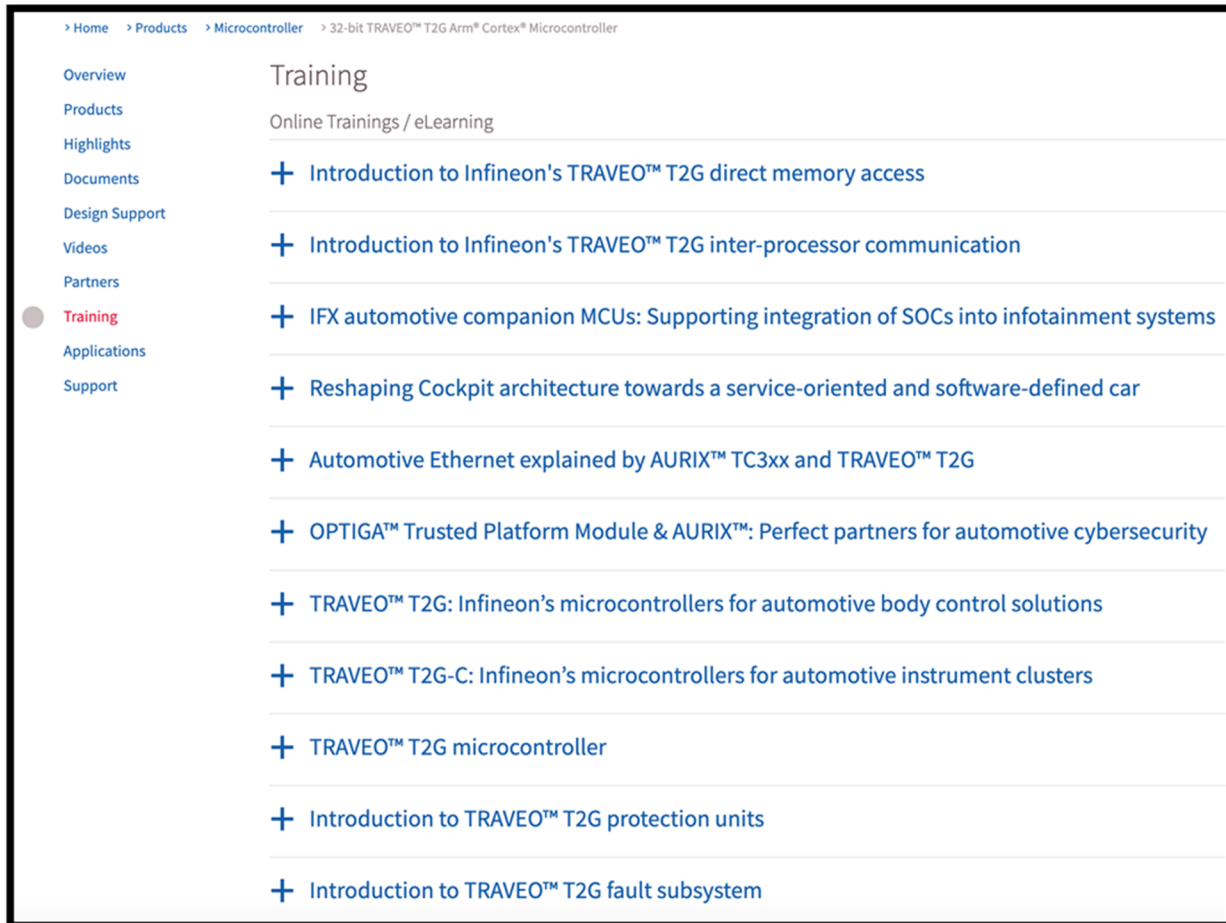 > Home > Products > Microcontroller > 32-bit TRAVEO™ T2G Arm® Cortex® Microcontroller
Overview
Products
Highlights
Documents
Design Support
Videos
Partners
Training
Applications
Support
Training
Online Trainings / eLearning
+ Introduction to Infineon's TRAVEO™ T2G direct memory access
+ Introduction to Infineon's TRAVEO™ T2G inter-processor communication
+ IFX automotive companion MCUs: Supporting integration of SOCs into infotainment systems
+ Reshaping Cockpit architecture towards a service-oriented and software-defined car
+ Automotive Ethernet explained by AURIX™ TC3xx and TRAVEO™ T2G
+ OPTIGA™ Trusted Platform Module & AURIX™: Perfect partners for automotive cybersecurity
+ TRAVEO™ T2G: Infineon’s microcontrollers for automotive body control solutions
+ TRAVEO™ T2G-C: Infineon’s microcontrollers for automotive instrument clusters
+ TRAVEO™ T2G microcontroller
+ Introduction to TRAVEO™ T2G protection units
+ Introduction to TRAVEO™ T2G fault subsystem